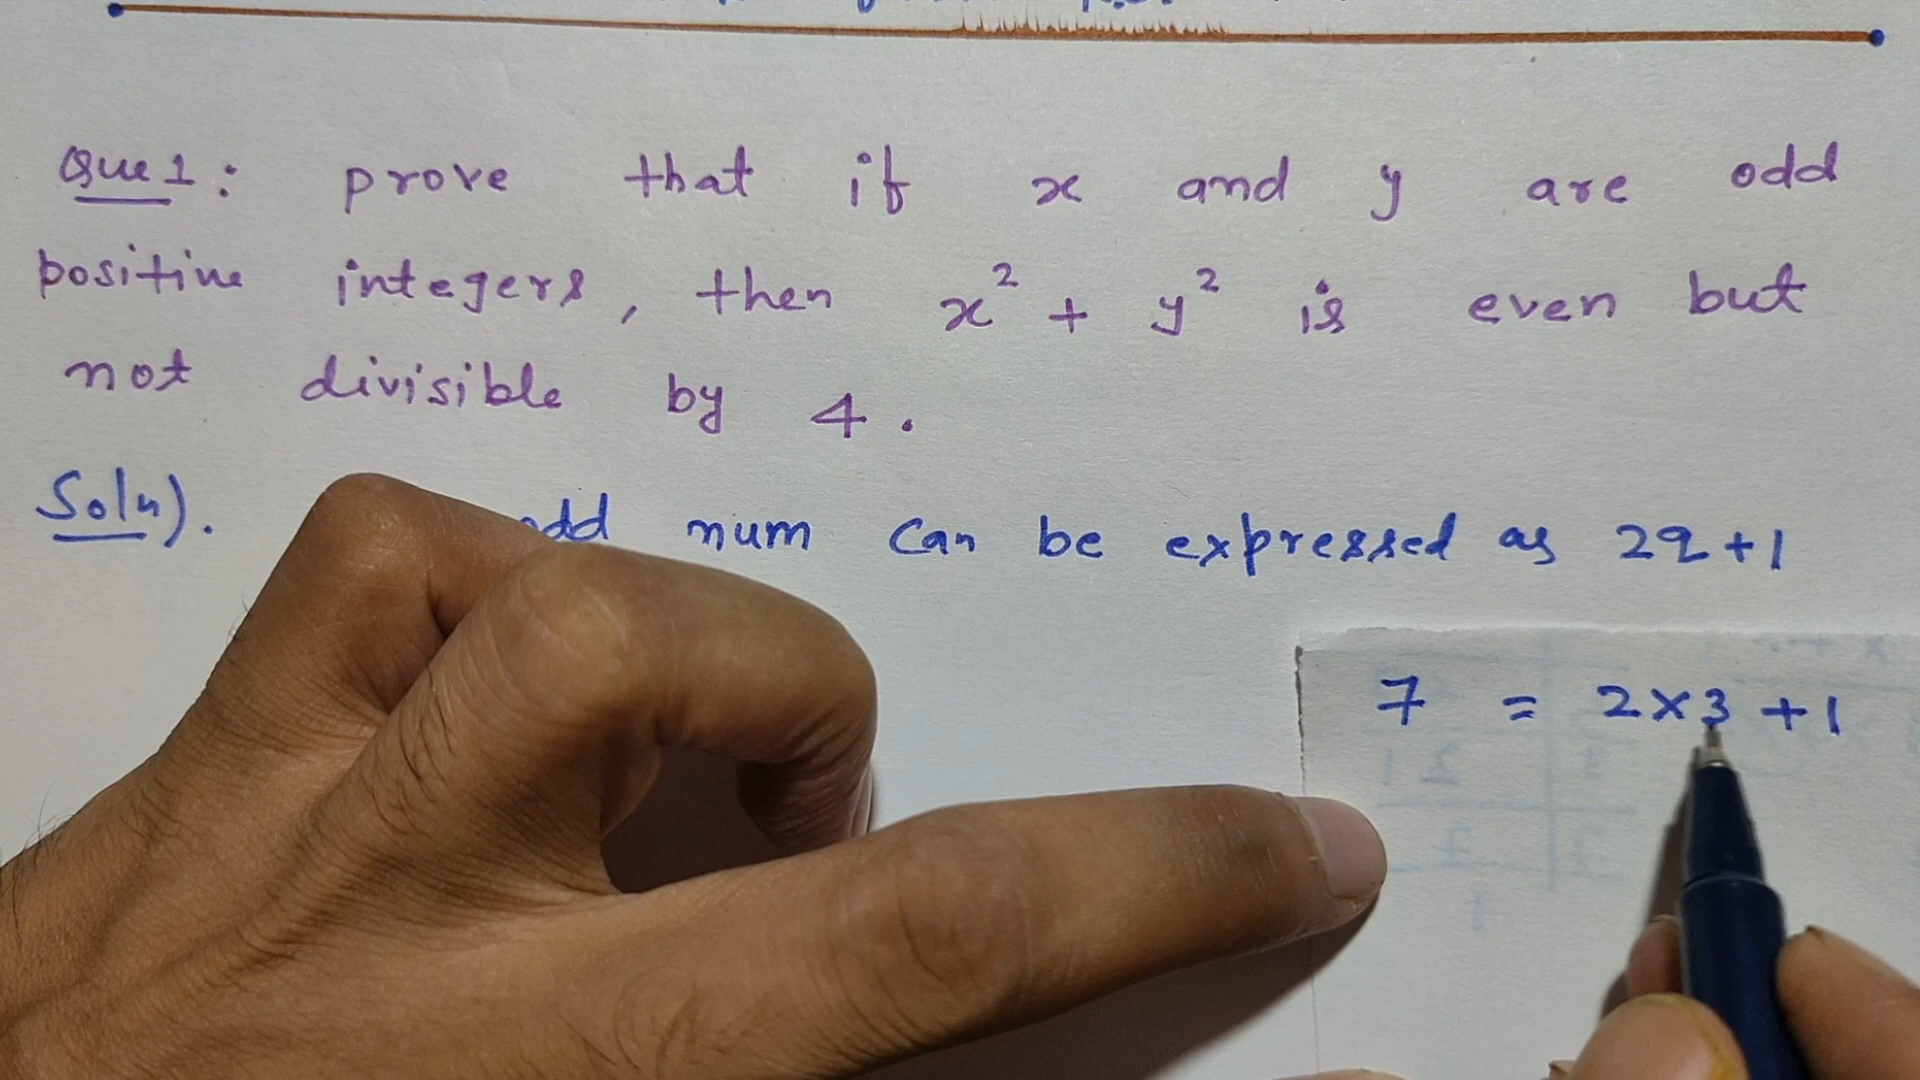 Que 1: prove that if x and y are odd
positive integers, then x² + y² is even but
not divisible by 4.
Soln). odd num can be expressed as 2q+1
7 = 2×3 +1